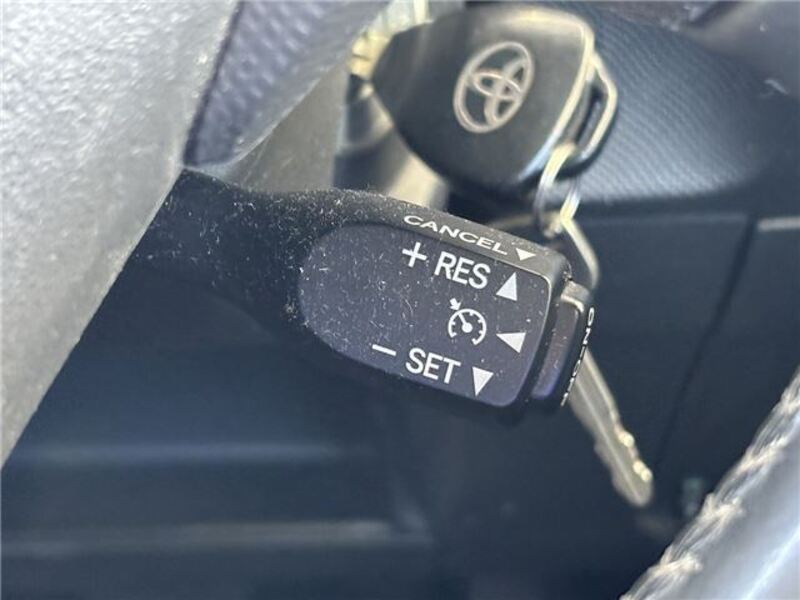 CANCEL ▼
+ RES ▲
◀
− SET ▼